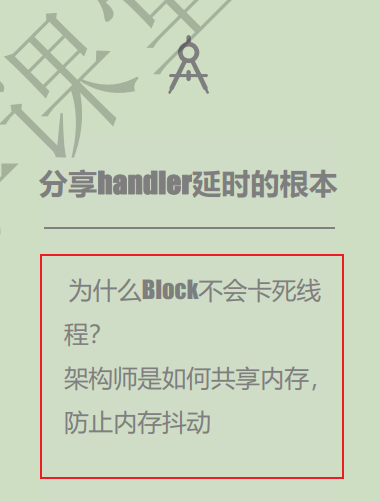 课堂
分享handler延时的根本
为什么Block不会卡死线
程？
架构师是如何共享内存，
防止内存抖动